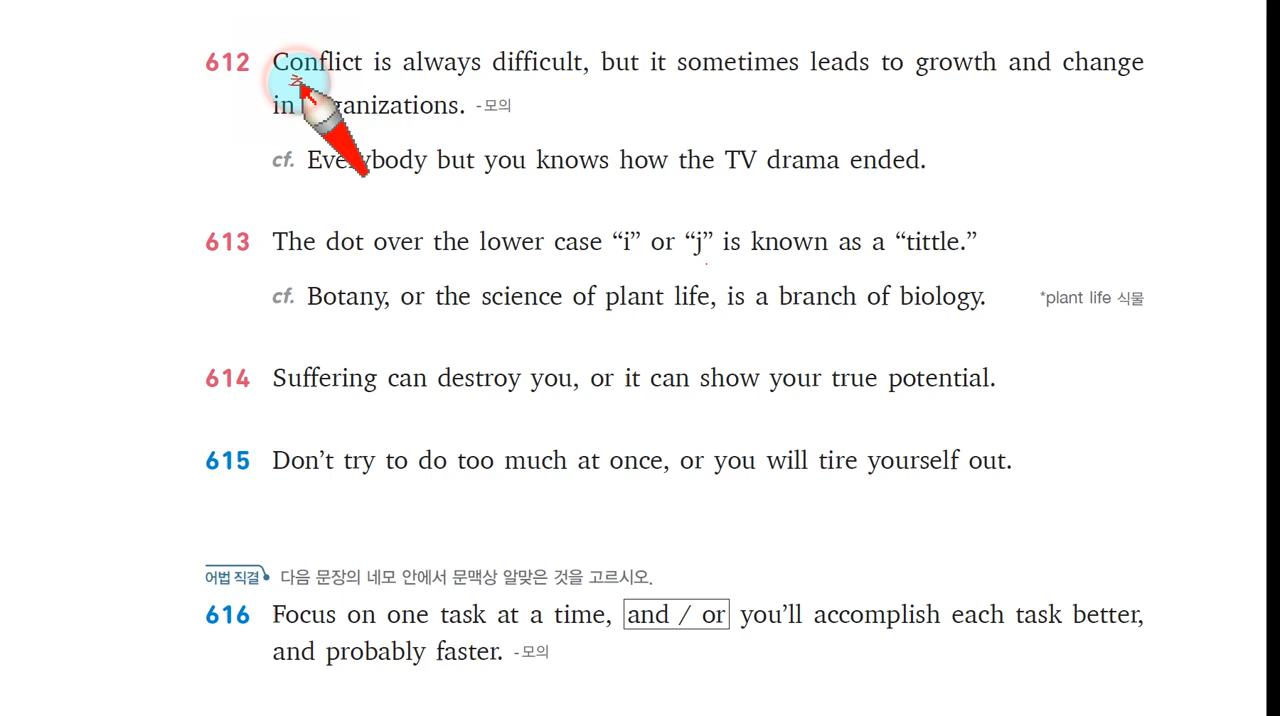 612 Conflict is always difficult, but it sometimes leads to growth and change
in organizations. -모의
cf. Everybody but you knows how the TV drama ended.
613 The dot over the lower case “i” or “j” is known as a “tittle.”
cf. Botany, or the science of plant life, is a branch of biology. *plant life 식물
614 Suffering can destroy you, or it can show your true potential.
615 Don’t try to do too much at once, or you will tire yourself out.
어법 직결 다음 문장의 네모 안에서 문맥상 알맞은 것을 고르시오.
616 Focus on one task at a time, and / or you’ll accomplish each task better,
and probably faster. -모의